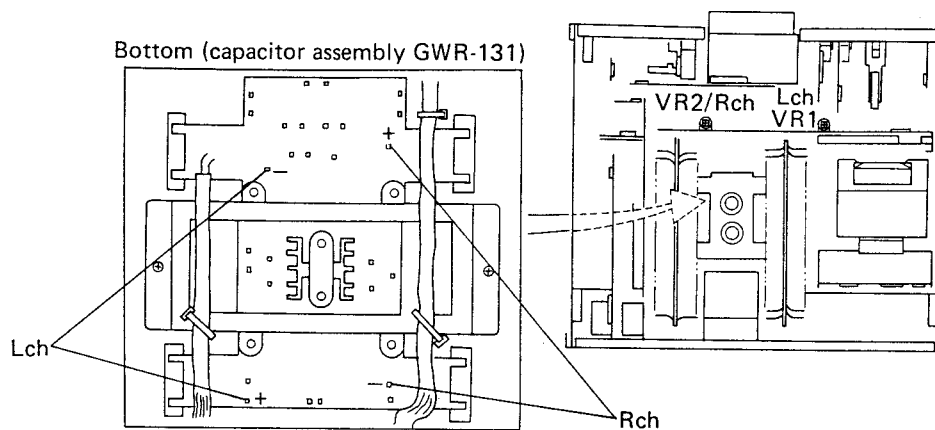 Bottom (capacitor assembly GWR-131)
VR2/Rch
Lch
VR1
+
−
Lch
+
−
Rch